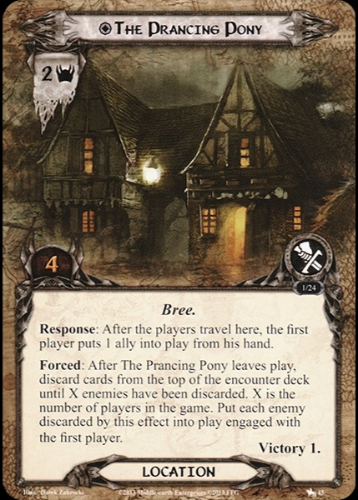 THE PRANCING PONY
2
4
1/24
Bree.
Response: After the players travel here, the first
player puts 1 ally into play from his hand.
Forced: After The Prancing Pony leaves play,
discard cards from the top of the encounter deck
until X enemies have been discarded. X is the
number of players in the game. Put each enemy
discarded by this effect into play engaged with
the first player.
Victory 1.
LOCATION